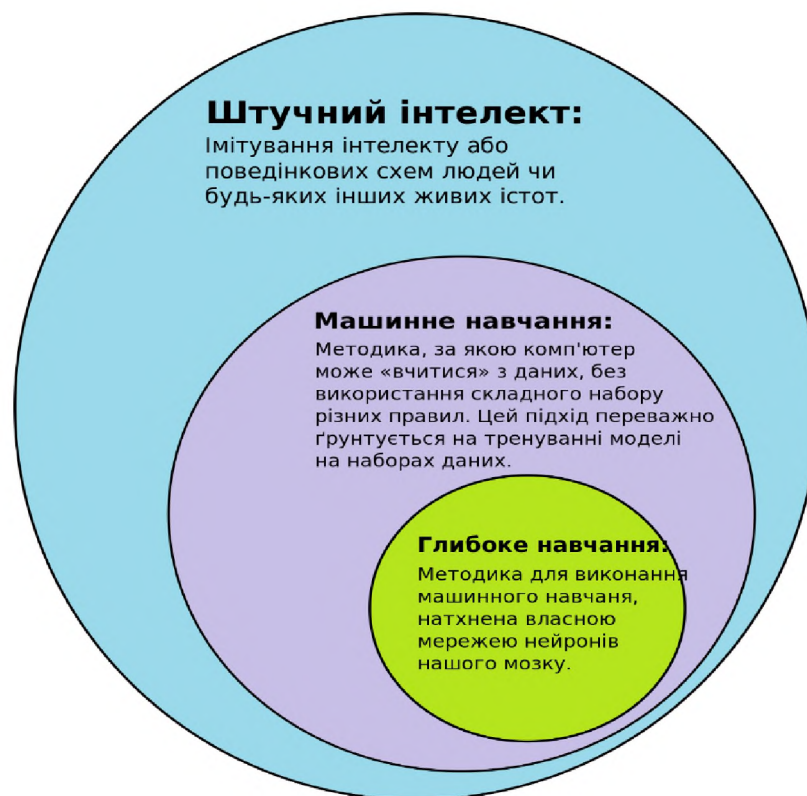 Штучний інтелект:
Імітування інтелекту або
поведінкових схем людей чи
будь-яких інших живих істот.
Машинне навчання:
Методика, за якою комп'ютер
може «вчитися» з даних, без
використання складного набору
різних правил. Цей підхід переважно
ґрунтується на тренуванні моделі
на наборах даних.
Глибоке навчання:
Методика для виконання
машинного навчаня,
натхнена власною
мережею нейронів
нашого мозку.